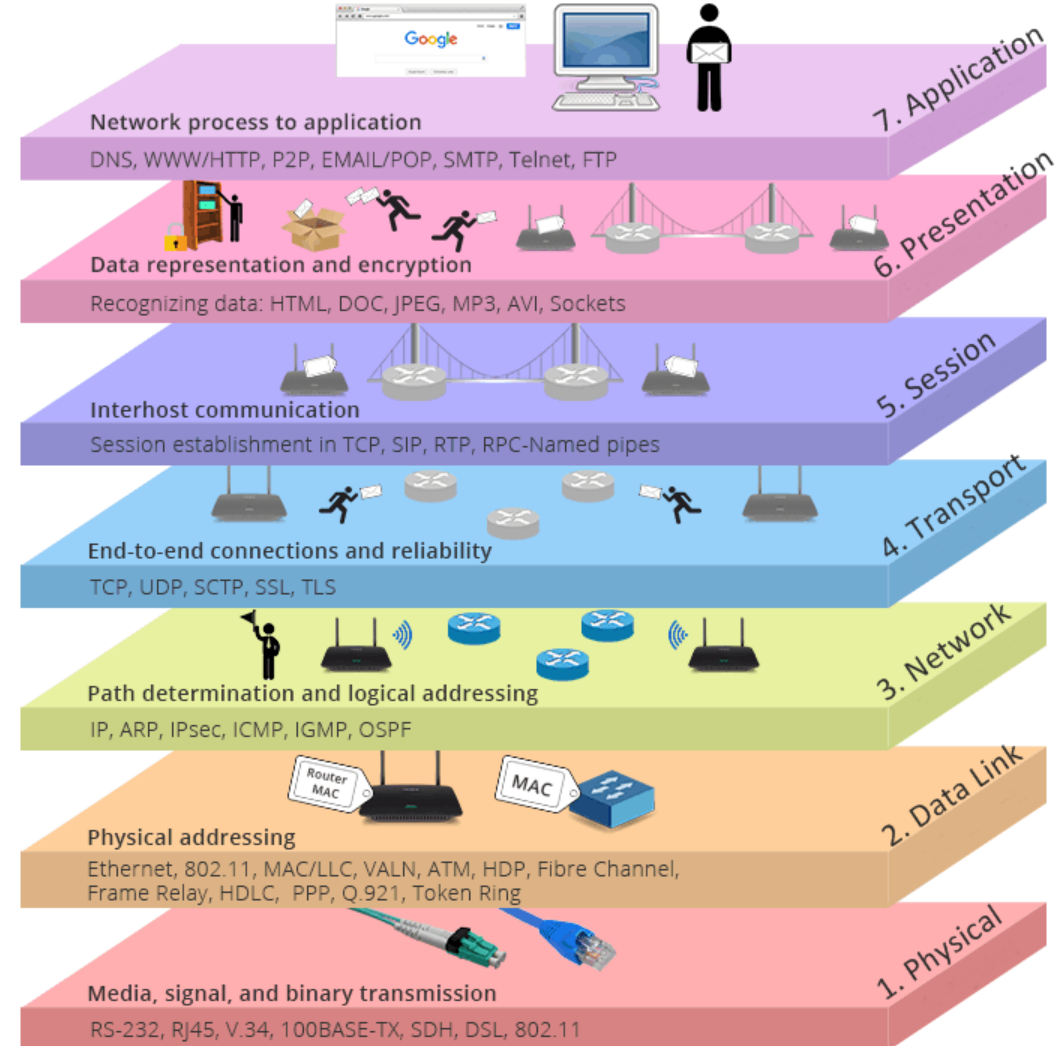 Google
7. Application
Network process to application
DNS, WWW/HTTP, P2P, EMAIL/POP, SMTP, Telnet, FTP
6. Presentation
Data representation and encryption
Recognizing data: HTML, DOC, JPEG, MP3, AVI, Sockets
5. Session
Interhost communication
Session establishment in TCP, SIP, RTP, RPC-Named pipes
4. Transport
End-to-end connections and reliability
TCP, UDP, SCTP, SSL, TLS
3. Network
Path determination and logical addressing
IP, ARP, IPsec, ICMP, IGMP, OSPF
Router
MAC
MAC
2. Data Link
Physical addressing
Ethernet, 802.11, MAC/LLC, VALN, ATM, HDP, Fibre Channel,
Frame Relay, HDLC, PPP, Q.921, Token Ring
1. Physical
Media, signal, and binary transmission
RS-232, RJ45, V.34, 100BASE-TX, SDH, DSL, 802.11